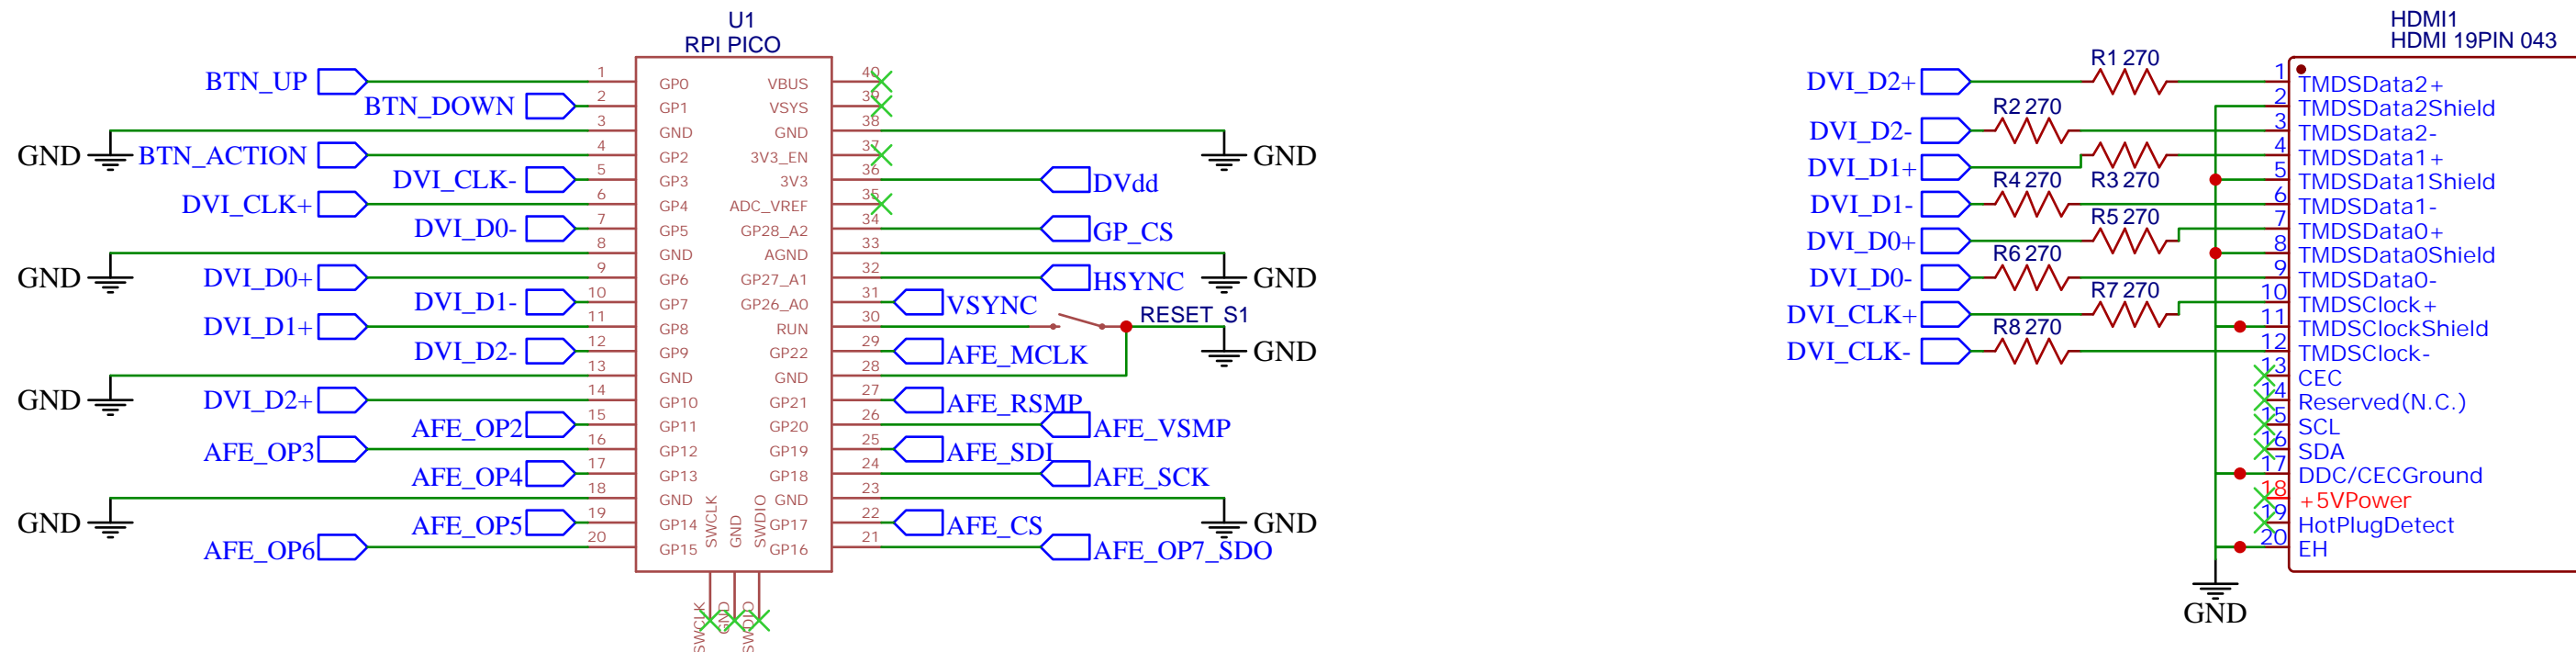 U1
RPI PICO
BTN_UP 1 GP0 VBUS 40
BTN_DOWN 2 GP1 VSYS 39
GND 3 GND GND 38 GND
BTN_ACTION 4 GP2 3V3_EN 37
DVI_CLK- 5 GP3 3V3 36 DVdd
DVI_CLK+ 6 GP4 ADC_VREF 35
DVI_D0- 7 GP5 GP28_A2 34 GP_CS
GND 8 GND AGND 33 GND
DVI_D0+ 9 GP6 GP27_A1 32 HSYNC
DVI_D1- 10 GP7 GP26_A0 31 VSYNC
DVI_D1+ 11 GP8 RUN 30 RESET S1
DVI_D2- 12 GP9 GP22 29 AFE_MCLK GND
GND 13 GND GND 28
DVI_D2+ 14 GP10 GP21 27 AFE_RSMP
AFE_OP2 15 GP11 GP20 26 AFE_VSMP
AFE_OP3 16 GP12 GP19 25 AFE_SDI
AFE_OP4 17 GP13 GP18 24 AFE_SCK
GND 18 GND GND 23 GND
AFE_OP5 19 GP14 GP17 22 AFE_CS
AFE_OP6 20 GP15 GP16 21 AFE_OP7_SDO
SWCLK GND SWDIO
SWCLK GND SWDIO
HDMI1
HDMI 19PIN 043
DVI_D2+ R1 270 1 TMDSData2+
2 TMDSData2Shield
DVI_D2- R2 270 3 TMDSData2-
DVI_D1+ R3 270 4 TMDSData1+
5 TMDSData1Shield
DVI_D1- R4 270 6 TMDSData1-
DVI_D0+ R5 270 7 TMDSData0+
8 TMDSData0Shield
DVI_D0- R6 270 9 TMDSData0-
DVI_CLK+ R7 270 10 TMDSClock+
11 TMDSClockShield
DVI_CLK- R8 270 12 TMDSClock-
13 CEC
14 Reserved(N.C.)
15 SCL
16 SDA
17 DDC/CECGround
18 +5VPower
19 HotPlugDetect
20 EH
GND